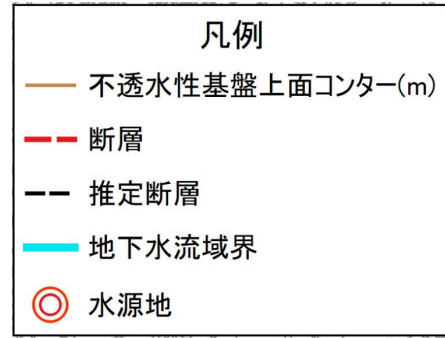 凡例
不透水性基盤上面コンター(m)
断層
推定断層
地下水流域界
水源地